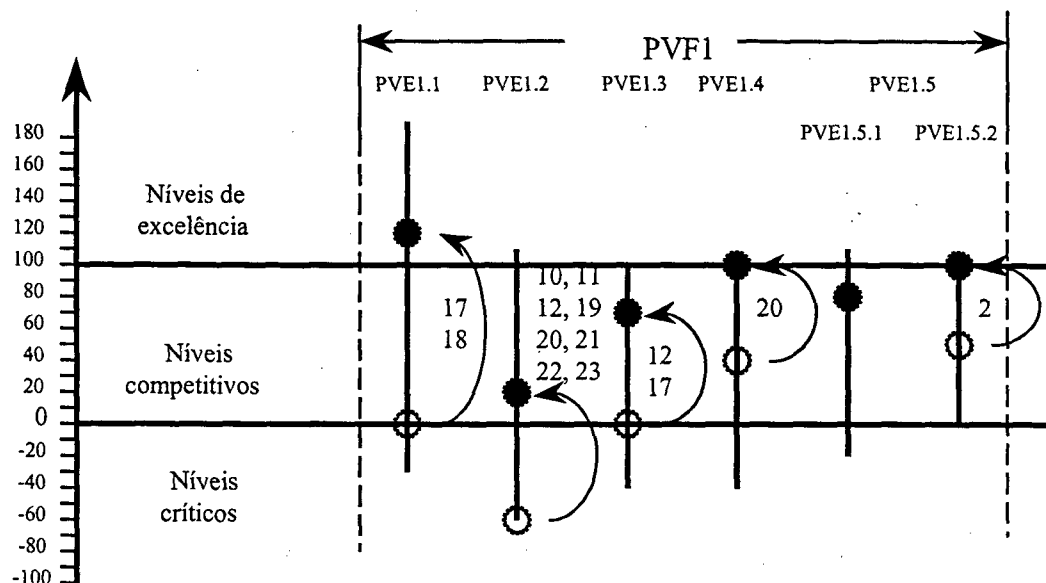 PVF1
PVE1.1 PVE1.2 PVE1.3 PVE1.4 PVE1.5
PVE1.5.1 PVE1.5.2
180
160
140
120
100
80
60
40
20
0
-20
-40
-60
-80
-100
Níveis de
excelência
Níveis
competitivos
Níveis
críticos
17
18
10, 11
12, 19
20, 21
22, 23
12
17
20
2